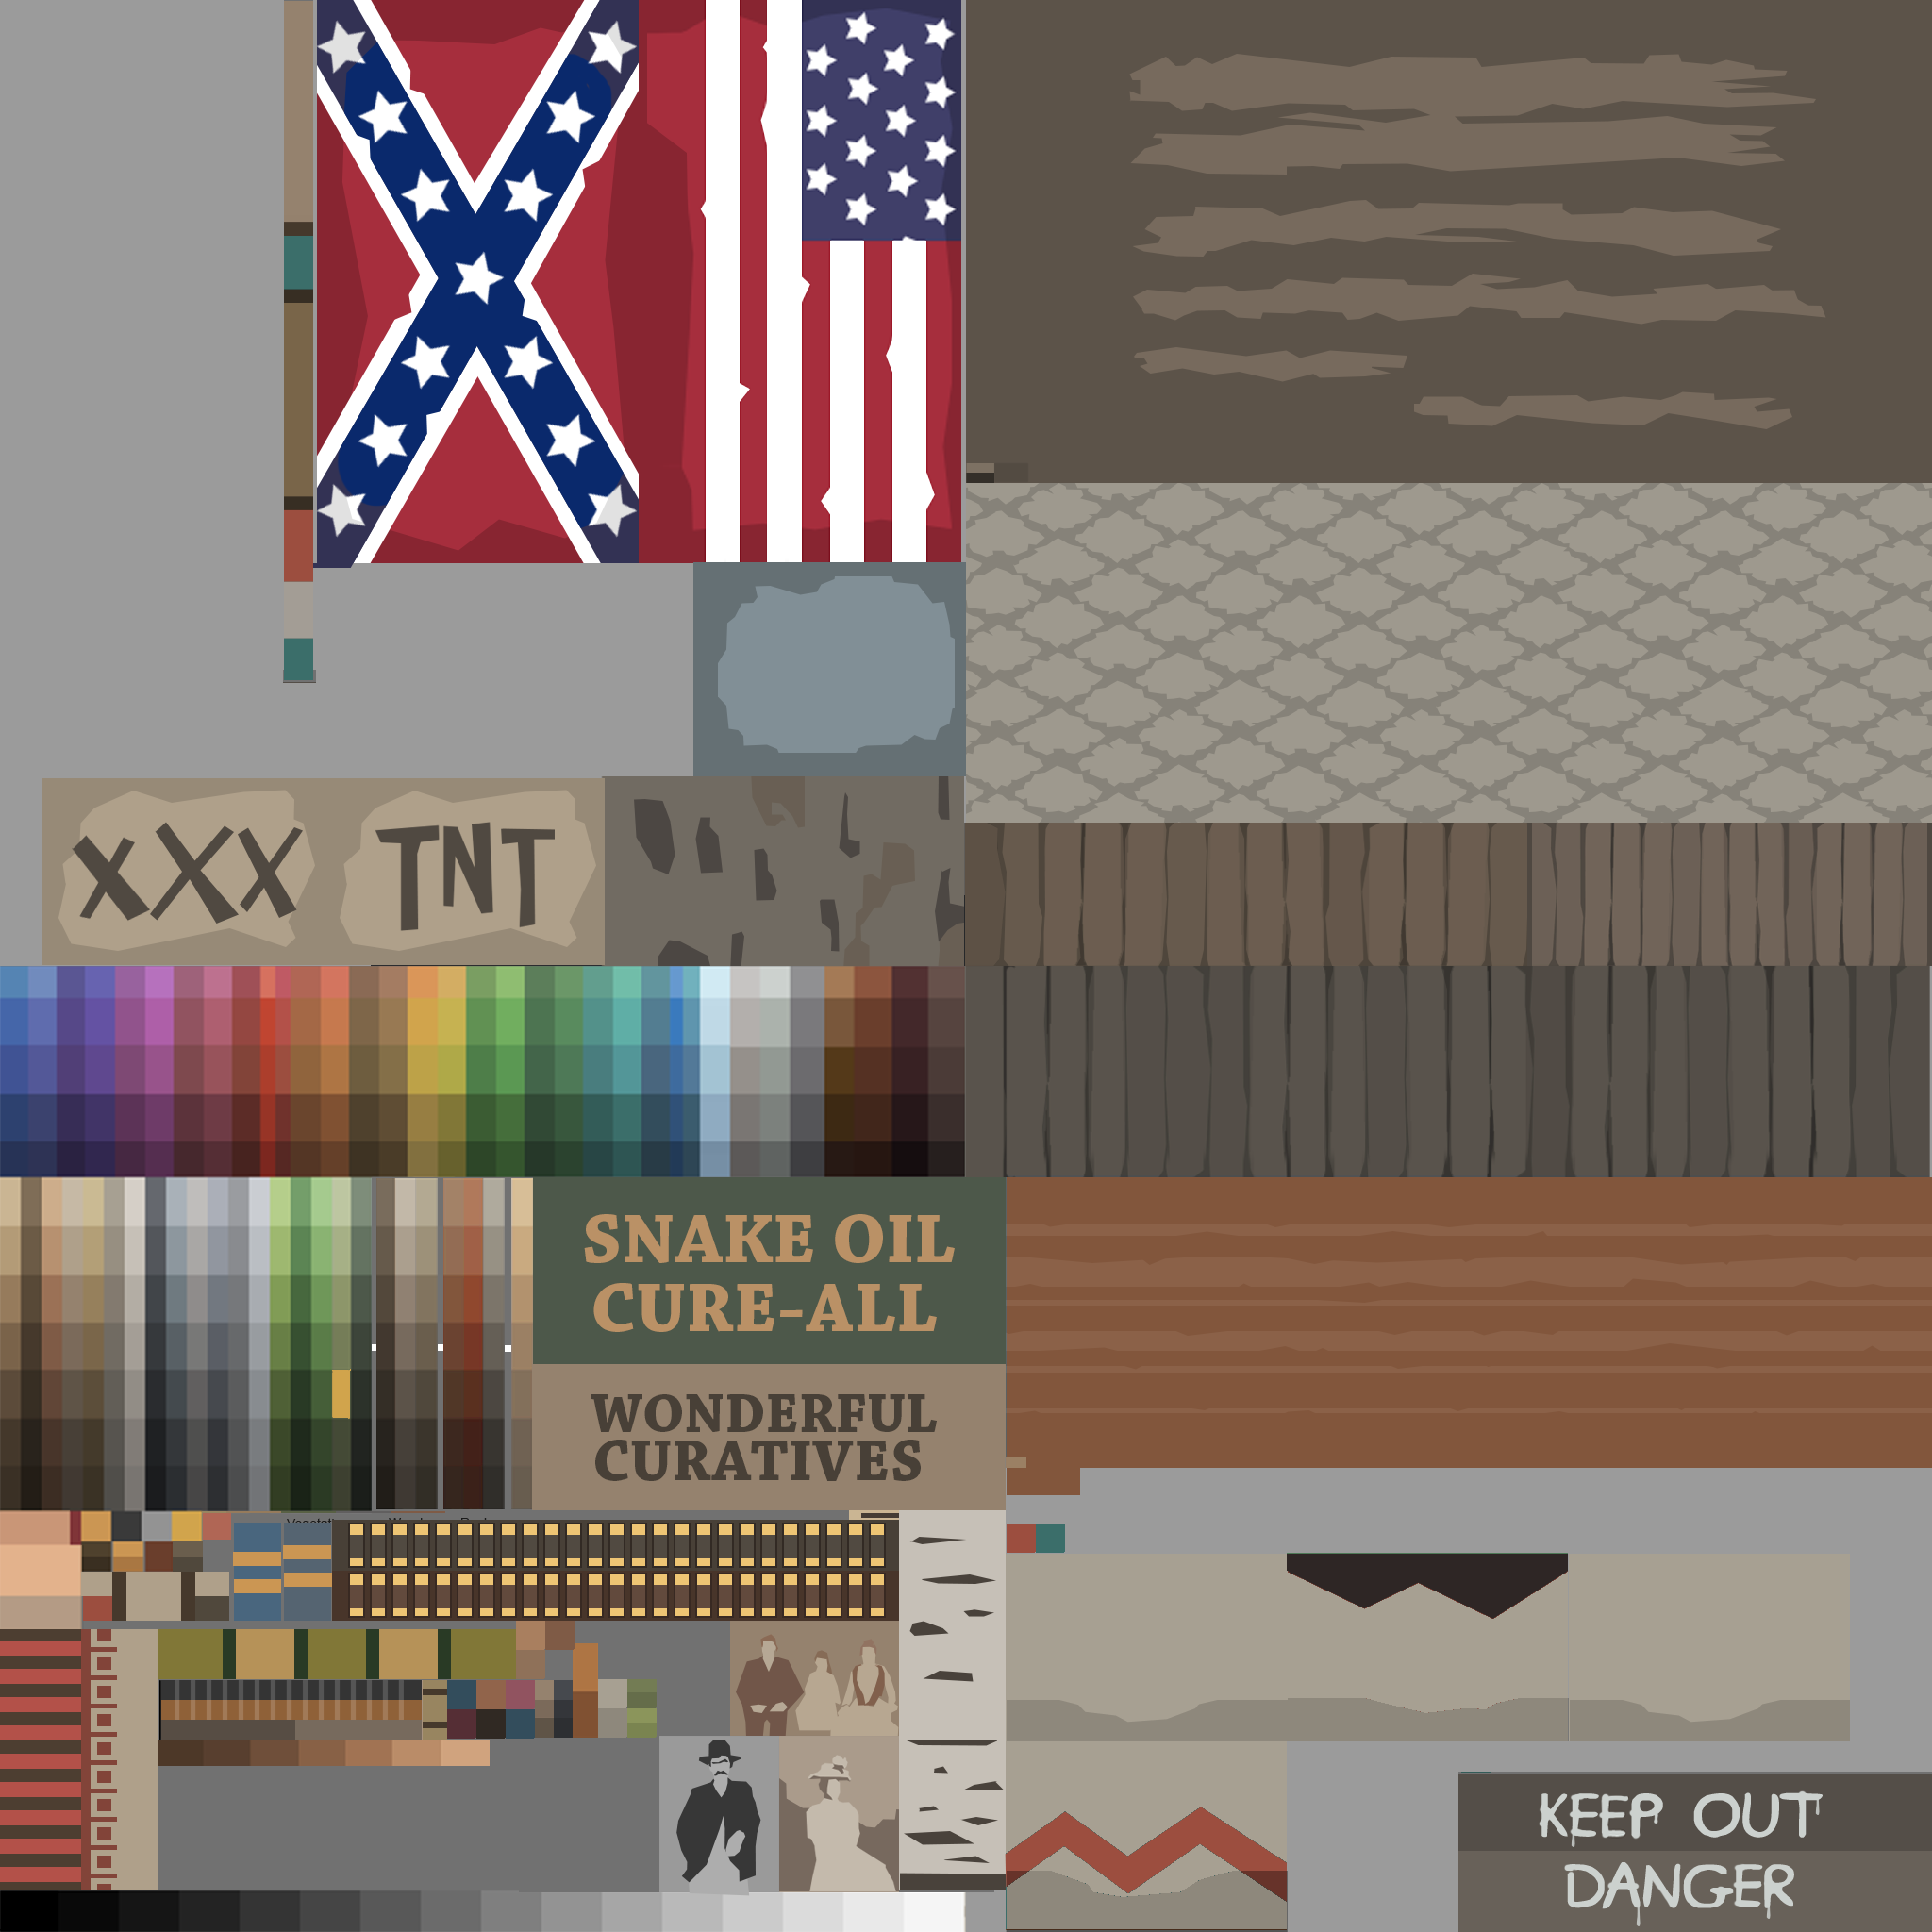 XXX
TNT
SNAKE OIL
CURE-ALL
WONDERFUL
CURATIVES
KEEP OUT
DANGER